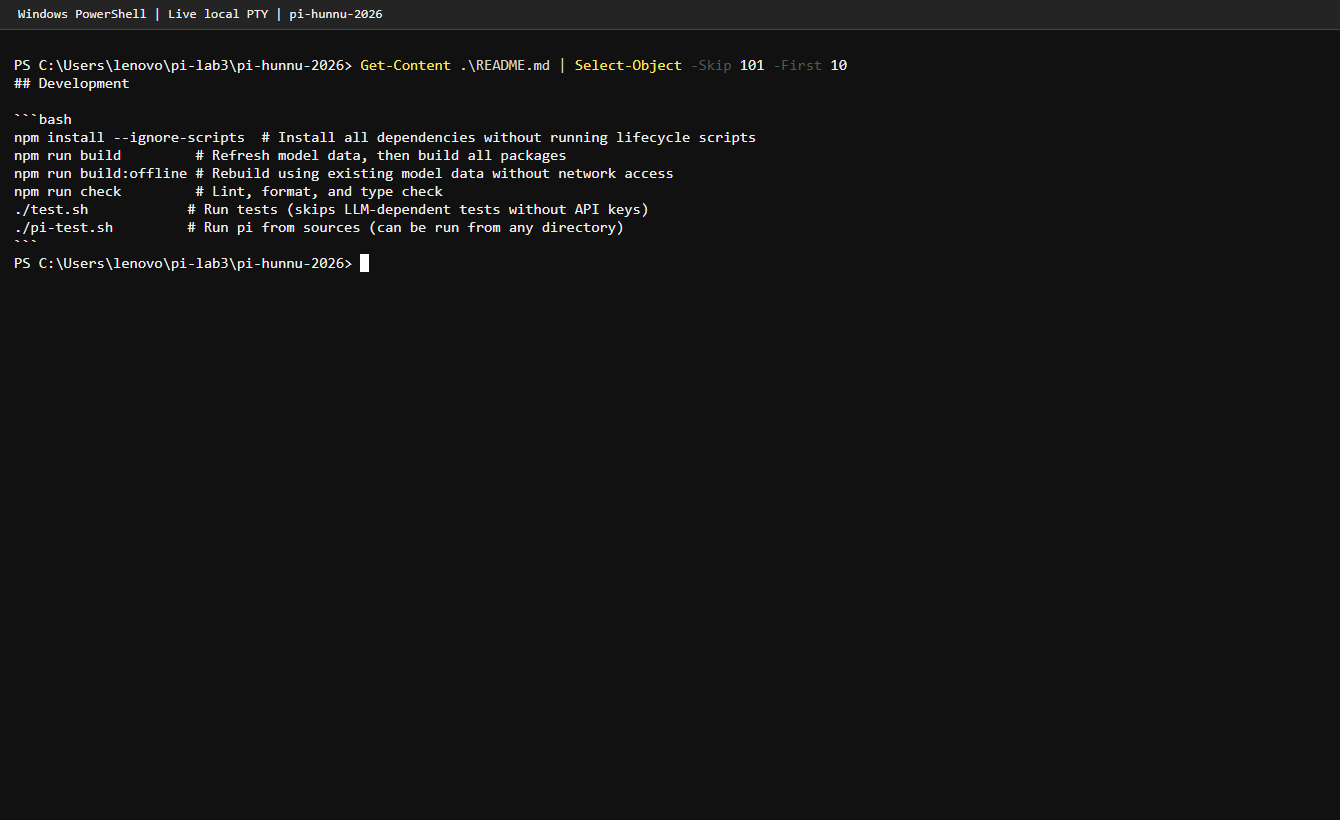 Windows PowerShell | Live local PTY | pi-hunnu-2026
PS C:\Users\lenovo\pi-lab3\pi-hunnu-2026> Get-Content .\README.md | Select-Object -Skip 101 -First 10
## Development

```bash
npm install --ignore-scripts  # Install all dependencies without running lifecycle scripts
npm run build         # Refresh model data, then build all packages
npm run build:offline # Rebuild using existing model data without network access
npm run check         # Lint, format, and type check
./test.sh            # Run tests (skips LLM-dependent tests without API keys)
./pi-test.sh         # Run pi from sources (can be run from any directory)
```
PS C:\Users\lenovo\pi-lab3\pi-hunnu-2026>